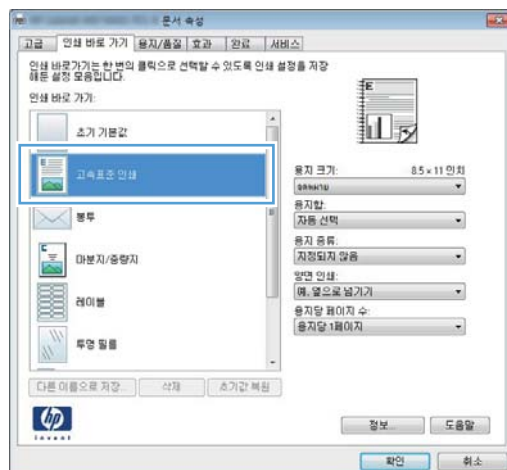 문서 속성
고급 인쇄 바로 가기 용지/품질 효과 완료 서비스
인쇄 바로가기는 한 번의 클릭으로 선택할 수 있도록 인쇄 설정을 저장
해둔 설정 모음입니다.
인쇄 바로 가기:
초기 기본값
고속표준 인쇄
봉투
마분지/중량지
레이블
투명 필름
다른 이름으로 저장... 삭제 초기값 복원
용지 크기: 8.5 × 11 인치
จดหมาย
용지함:
자동 선택
용지 종류:
지정되지 않음
양면 인쇄:
예, 옆으로 넘기기
용지당 페이지 수:
용지당 1페이지
hp
invent
정보... 도움말
확인 취소